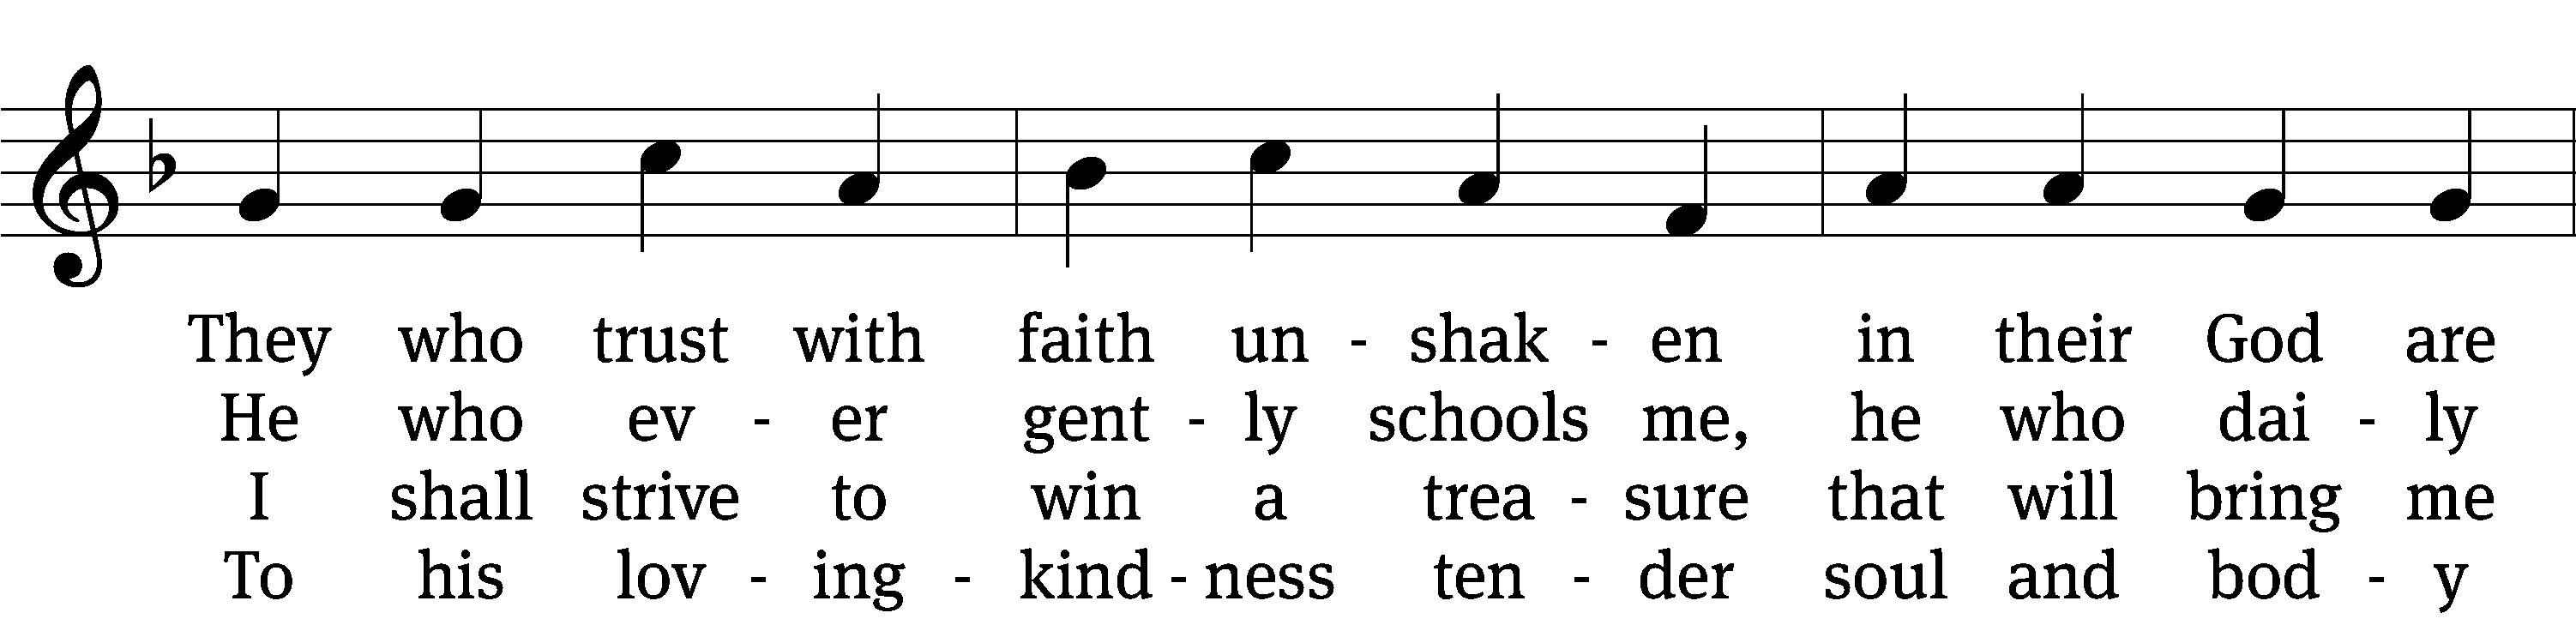 They who trust with faith un - shak - en in their God are
He who ev - er gent - ly schools me, he who dai - ly
I shall strive to win a trea - sure that will bring me
To his lov - ing - kind - ness ten - der soul and bod - y